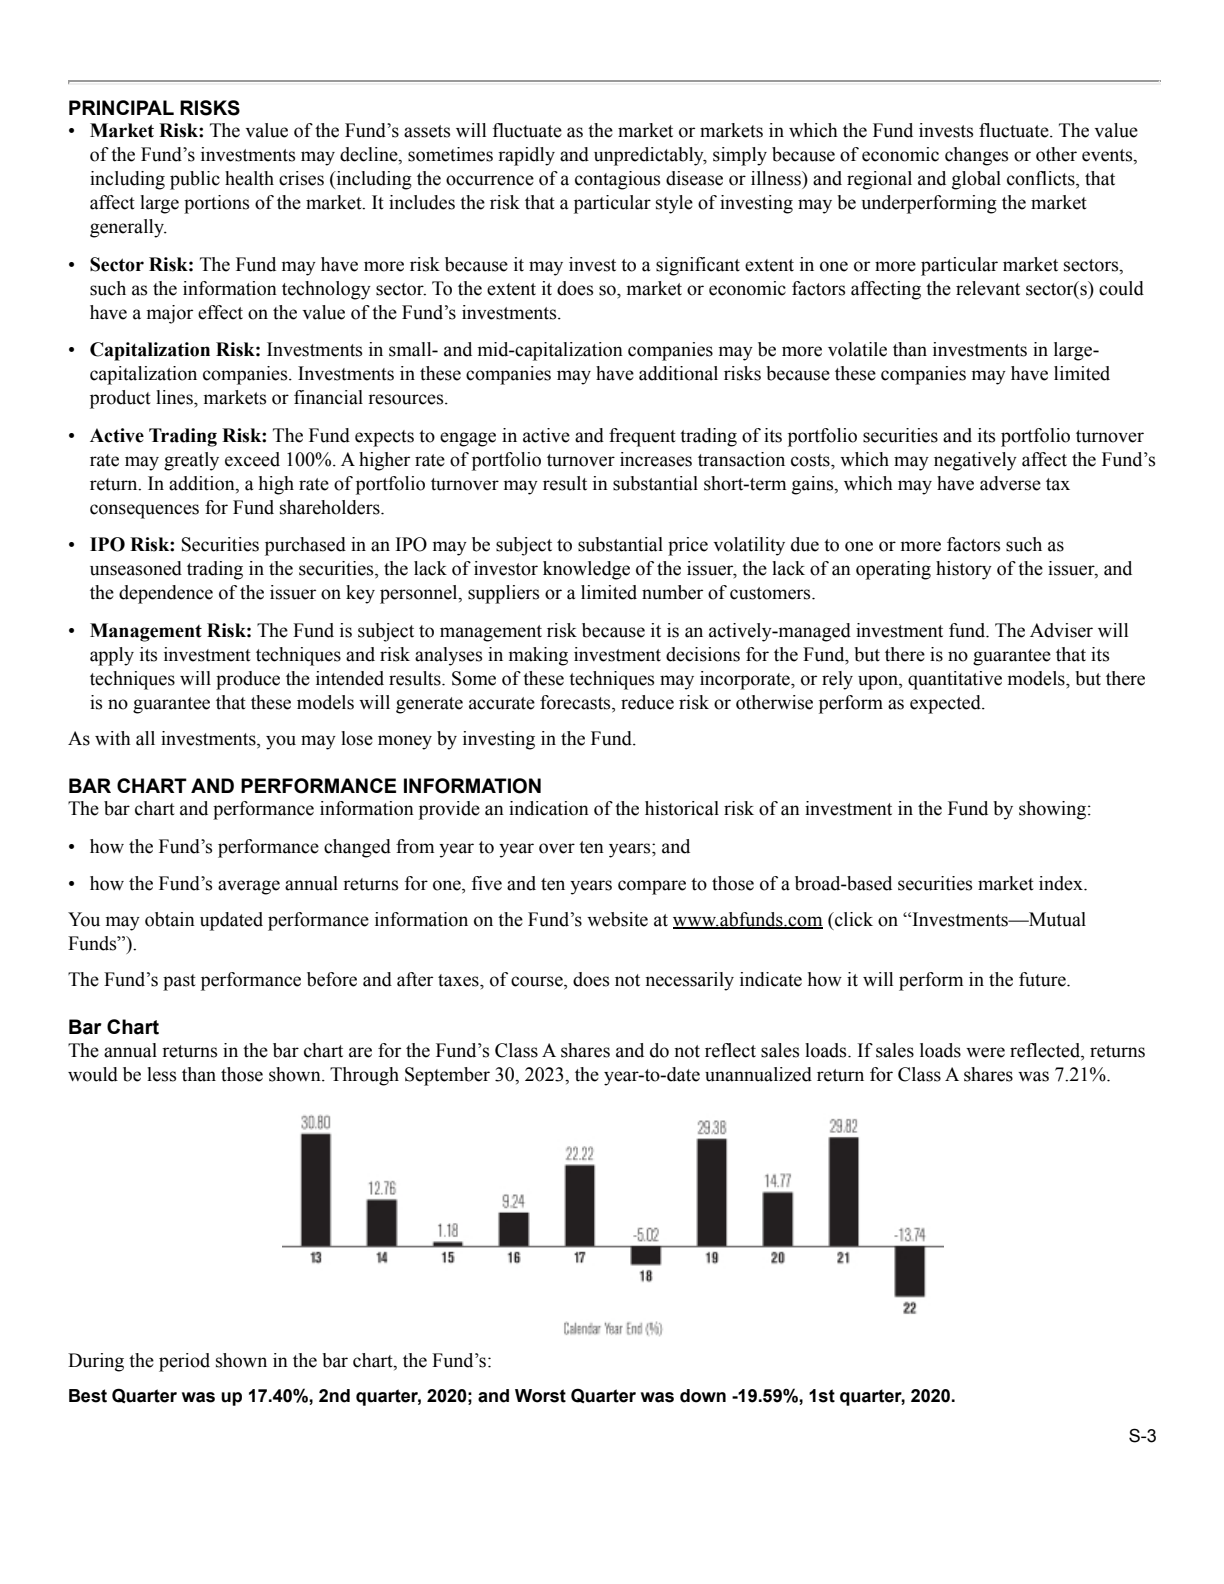 PRINCIPAL RISKS
• Market Risk: The value of the Fund’s assets will fluctuate as the market or markets in which the Fund invests fluctuate. The value
of the Fund’s investments may decline, sometimes rapidly and unpredictably, simply because of economic changes or other events,
including public health crises (including the occurrence of a contagious disease or illness) and regional and global conflicts, that
affect large portions of the market. It includes the risk that a particular style of investing may be underperforming the market
generally.
• Sector Risk: The Fund may have more risk because it may invest to a significant extent in one or more particular market sectors,
such as the information technology sector. To the extent it does so, market or economic factors affecting the relevant sector(s) could
have a major effect on the value of the Fund’s investments.
• Capitalization Risk: Investments in small- and mid-capitalization companies may be more volatile than investments in large-
capitalization companies. Investments in these companies may have additional risks because these companies may have limited
product lines, markets or financial resources.
• Active Trading Risk: The Fund expects to engage in active and frequent trading of its portfolio securities and its portfolio turnover
rate may greatly exceed 100%. A higher rate of portfolio turnover increases transaction costs, which may negatively affect the Fund’s
return. In addition, a high rate of portfolio turnover may result in substantial short-term gains, which may have adverse tax
consequences for Fund shareholders.
• IPO Risk: Securities purchased in an IPO may be subject to substantial price volatility due to one or more factors such as
unseasoned trading in the securities, the lack of investor knowledge of the issuer, the lack of an operating history of the issuer, and
the dependence of the issuer on key personnel, suppliers or a limited number of customers.
• Management Risk: The Fund is subject to management risk because it is an actively-managed investment fund. The Adviser will
apply its investment techniques and risk analyses in making investment decisions for the Fund, but there is no guarantee that its
techniques will produce the intended results. Some of these techniques may incorporate, or rely upon, quantitative models, but there
is no guarantee that these models will generate accurate forecasts, reduce risk or otherwise perform as expected.
As with all investments, you may lose money by investing in the Fund.
BAR CHART AND PERFORMANCE INFORMATION
The bar chart and performance information provide an indication of the historical risk of an investment in the Fund by showing:
• how the Fund’s performance changed from year to year over ten years; and
• how the Fund’s average annual returns for one, five and ten years compare to those of a broad-based securities market index.
You may obtain updated performance information on the Fund’s website at www.abfunds.com (click on “Investments—Mutual
Funds”).
The Fund’s past performance before and after taxes, of course, does not necessarily indicate how it will perform in the future.
Bar Chart
The annual returns in the bar chart are for the Fund’s Class A shares and do not reflect sales loads. If sales loads were reflected, returns
would be less than those shown. Through September 30, 2023, the year-to-date unannualized return for Class A shares was 7.21%.
30.80 12.76 1.18 9.24 22.22 -5.02 29.38 14.77 29.82 -13.74
13 14 15 16 17 18 19 20 21 22
Calendar Year End (%)
During the period shown in the bar chart, the Fund’s:
Best Quarter was up 17.40%, 2nd quarter, 2020; and Worst Quarter was down -19.59%, 1st quarter, 2020.
S-3